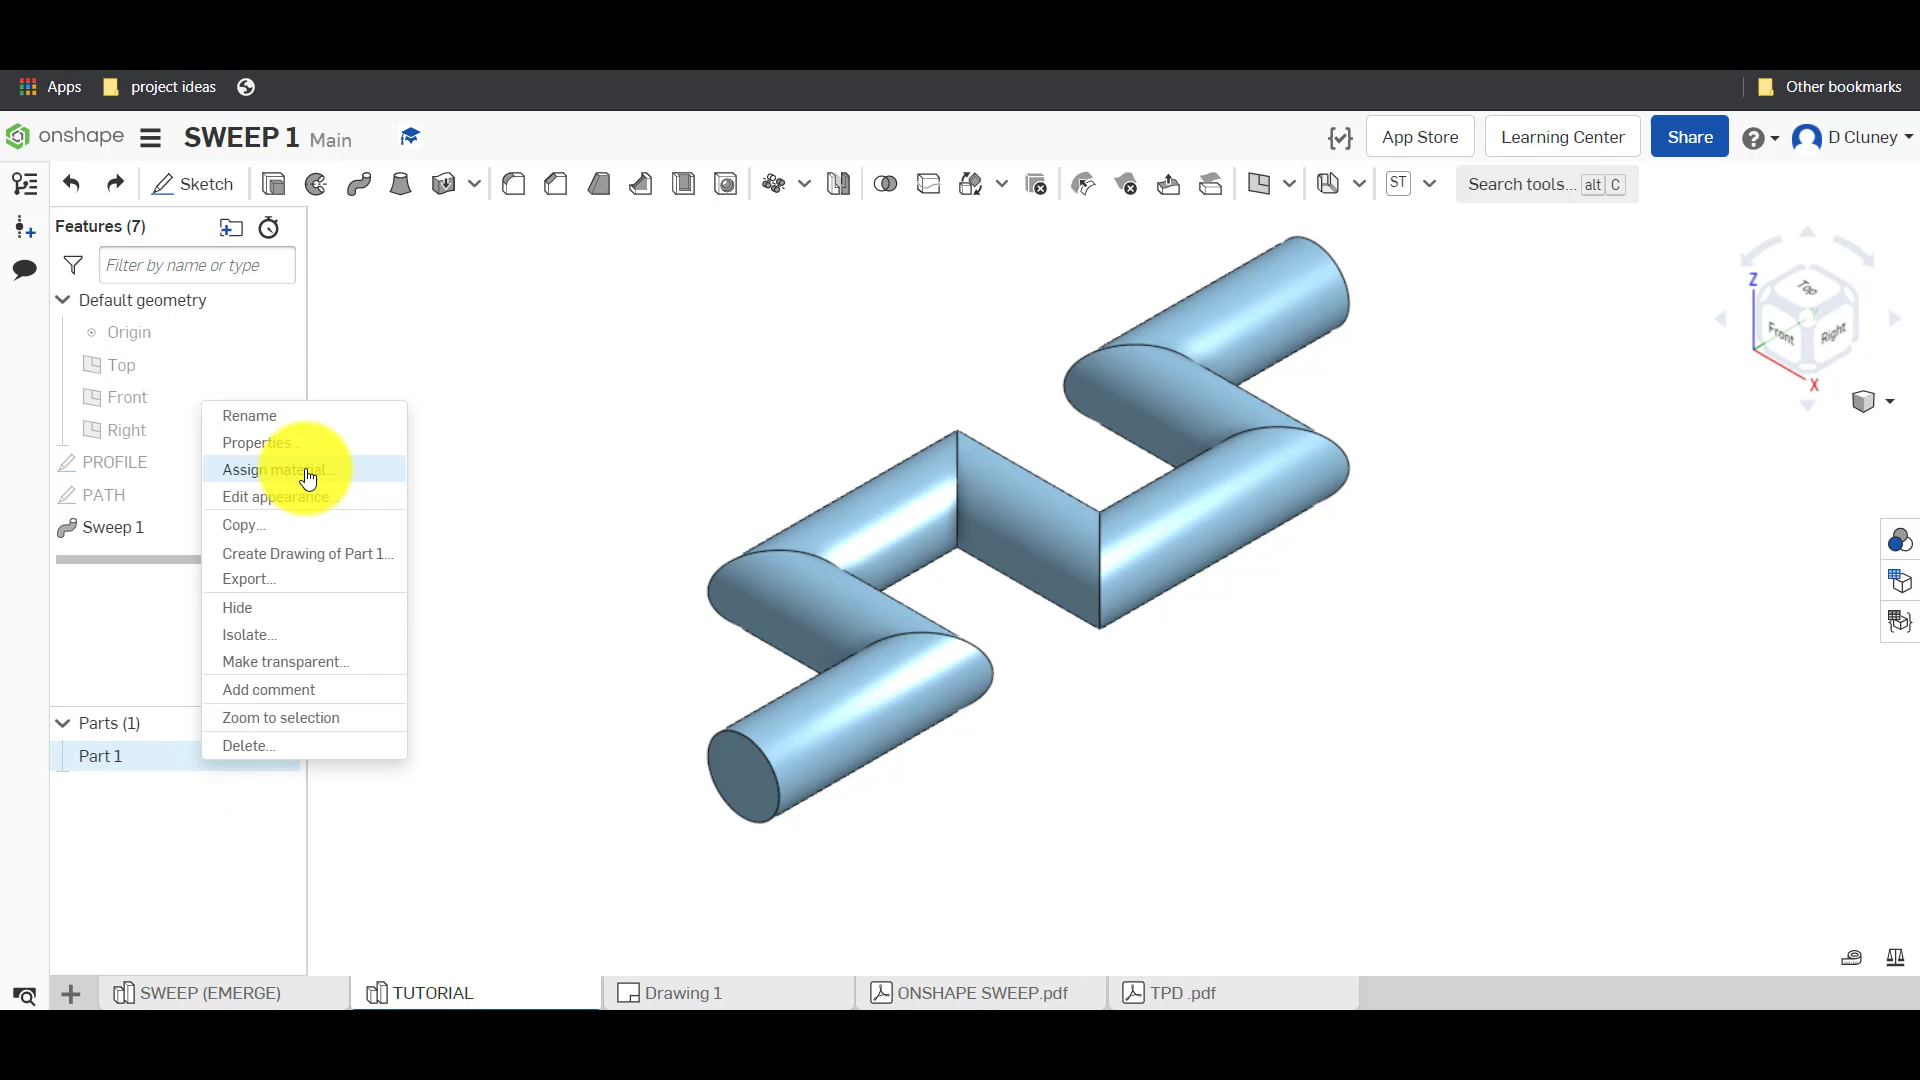 Apps project ideas Other bookmarks
onshape SWEEP 1 Main App Store Learning Center Share D Cluney
Sketch ST Search tools... alt C
Features (7)
Filter by name or type
Default geometry
Origin
Top
Front
Right
PROFILE
PATH
Sweep 1
Rename
Properties...
Assign material...
Edit appearance...
Copy...
Create Drawing of Part 1...
Export...
Hide
Isolate...
Make transparent...
Add comment
Zoom to selection
Delete...
Parts (1)
Part 1
Z
Top
Front Right
Y
X
SWEEP (EMERGE) TUTORIAL Drawing 1 ONSHAPE SWEEP.pdf TPD .pdf